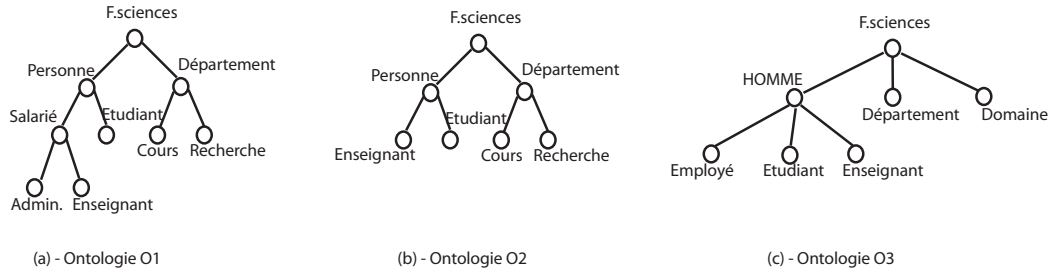 F.sciences
Personne
Département
Salarié
Etudiant
Cours
Recherche
Admin.
Enseignant
(a) - Ontologie O1
F.sciences
Personne
Département
Etudiant
Enseignant
Cours
Recherche
(b) - Ontologie O2
F.sciences
HOMME
Département
Domaine
Employé
Etudiant
Enseignant
(c) - Ontologie O3